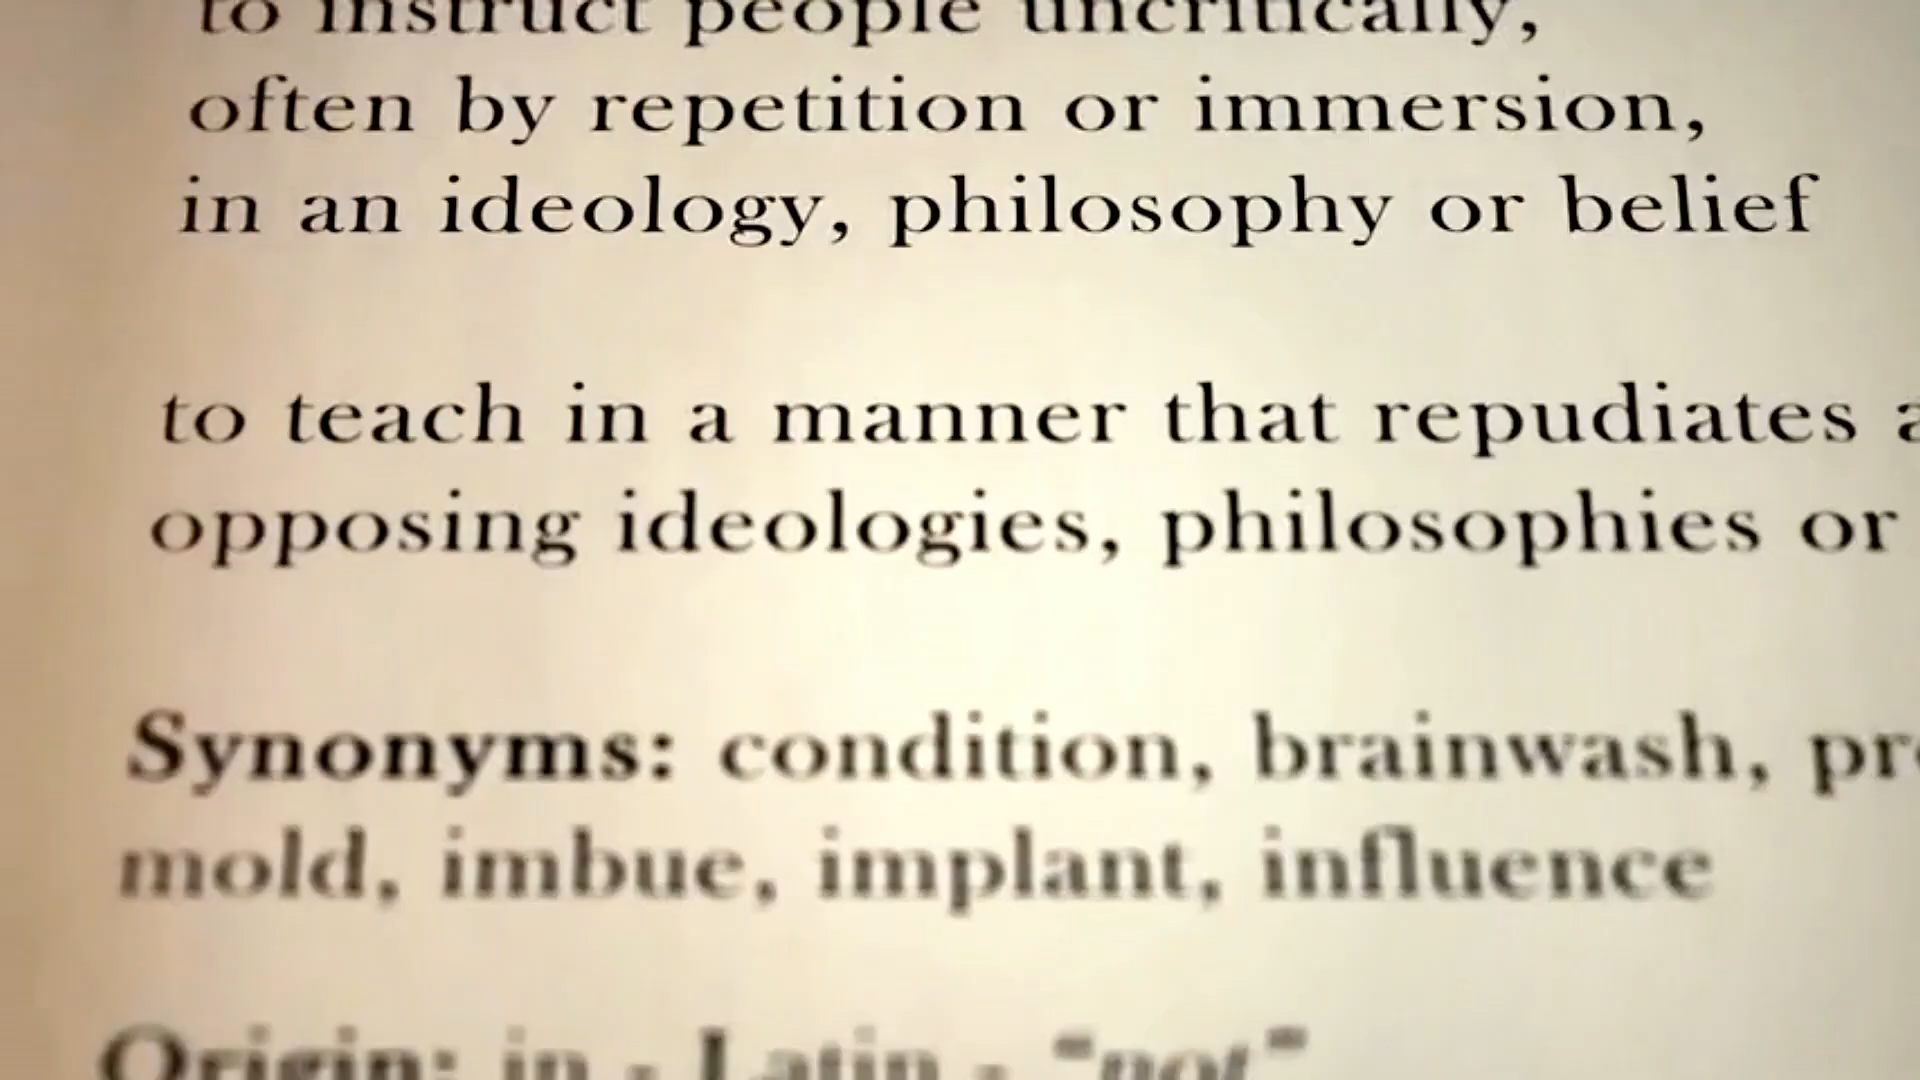 to instruct people uncritically,
often by repetition or immersion,
in an ideology, philosophy or belief
to teach in a manner that repudiates
opposing ideologies, philosophies or
Synonyms: condition, brainwash,
mold, imbue, implant, influence
Origin: in - Latin - "not"